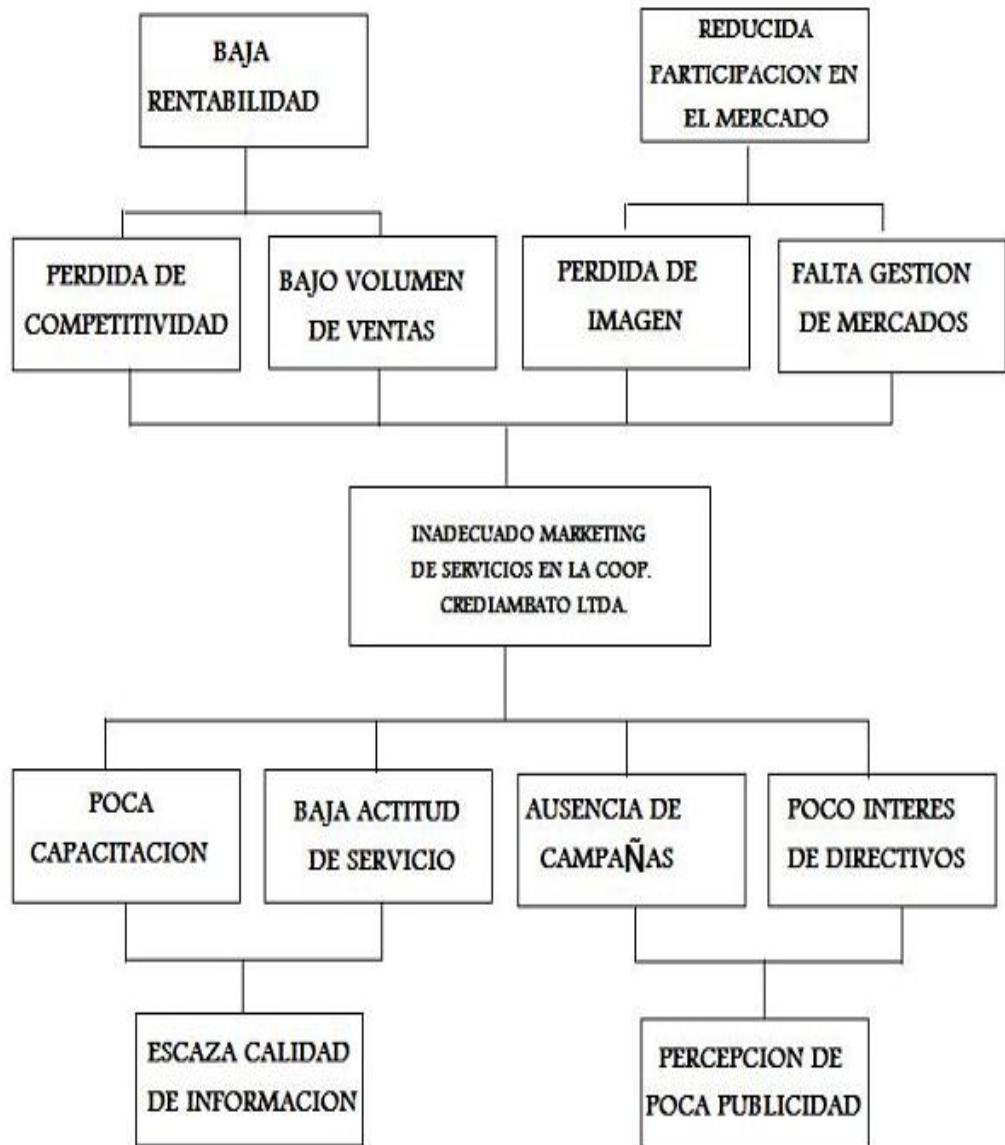 BAJA
RENTABILIDAD
REDUCIDA
PARTICIPACION EN
EL MERCADO
PERDIDA DE
COMPETITIVIDAD
BAJO VOLUMEN
DE VENTAS
PERDIDA DE
IMAGEN
FALTA GESTION
DE MERCADOS
INADECUADO MARKETING
DE SERVICIOS EN LA COOP.
CREDIAMBATO LTDA.
POCA
CAPACITACION
BAJA ACTITUD
DE SERVICIO
AUSENCIA DE
CAMPAÑAS
POCO INTERES
DE DIRECTIVOS
ESCAZA CALIDAD
DE INFORMACION
PERCEPCION DE
POCA PUBLICIDAD